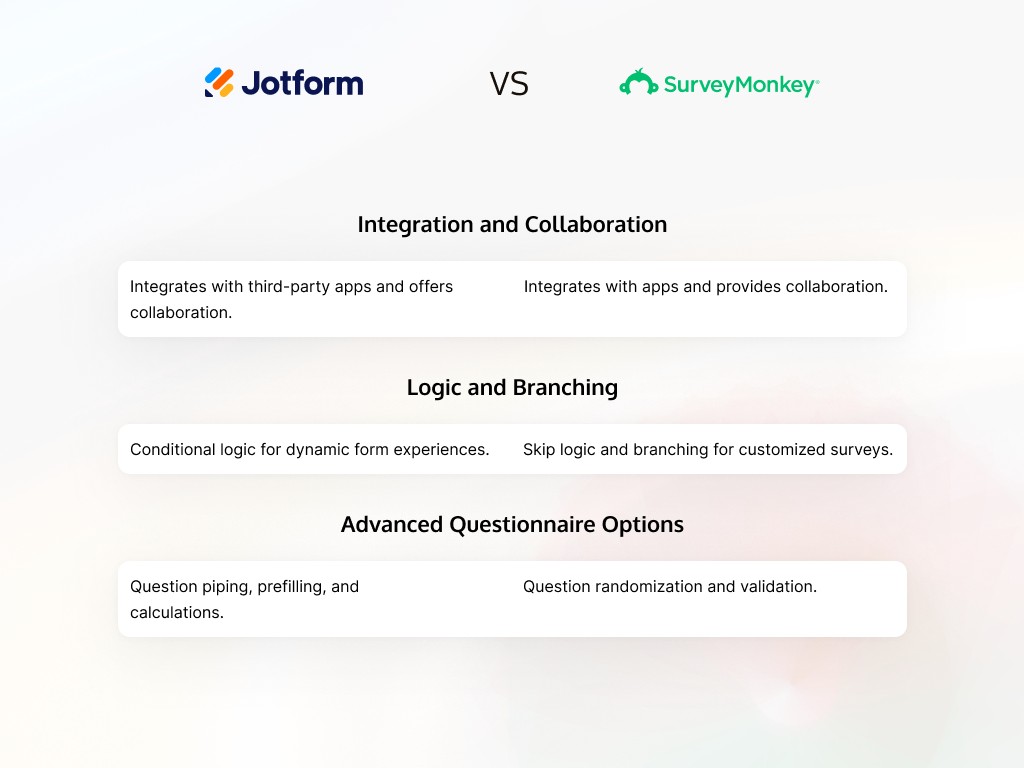 Jotform VS SurveyMonkey®
Integration and Collaboration
Integrates with third-party apps and offers
collaboration.
Integrates with apps and provides collaboration.
Logic and Branching
Conditional logic for dynamic form experiences.
Skip logic and branching for customized surveys.
Advanced Questionnaire Options
Question piping, prefilling, and
calculations.
Question randomization and validation.